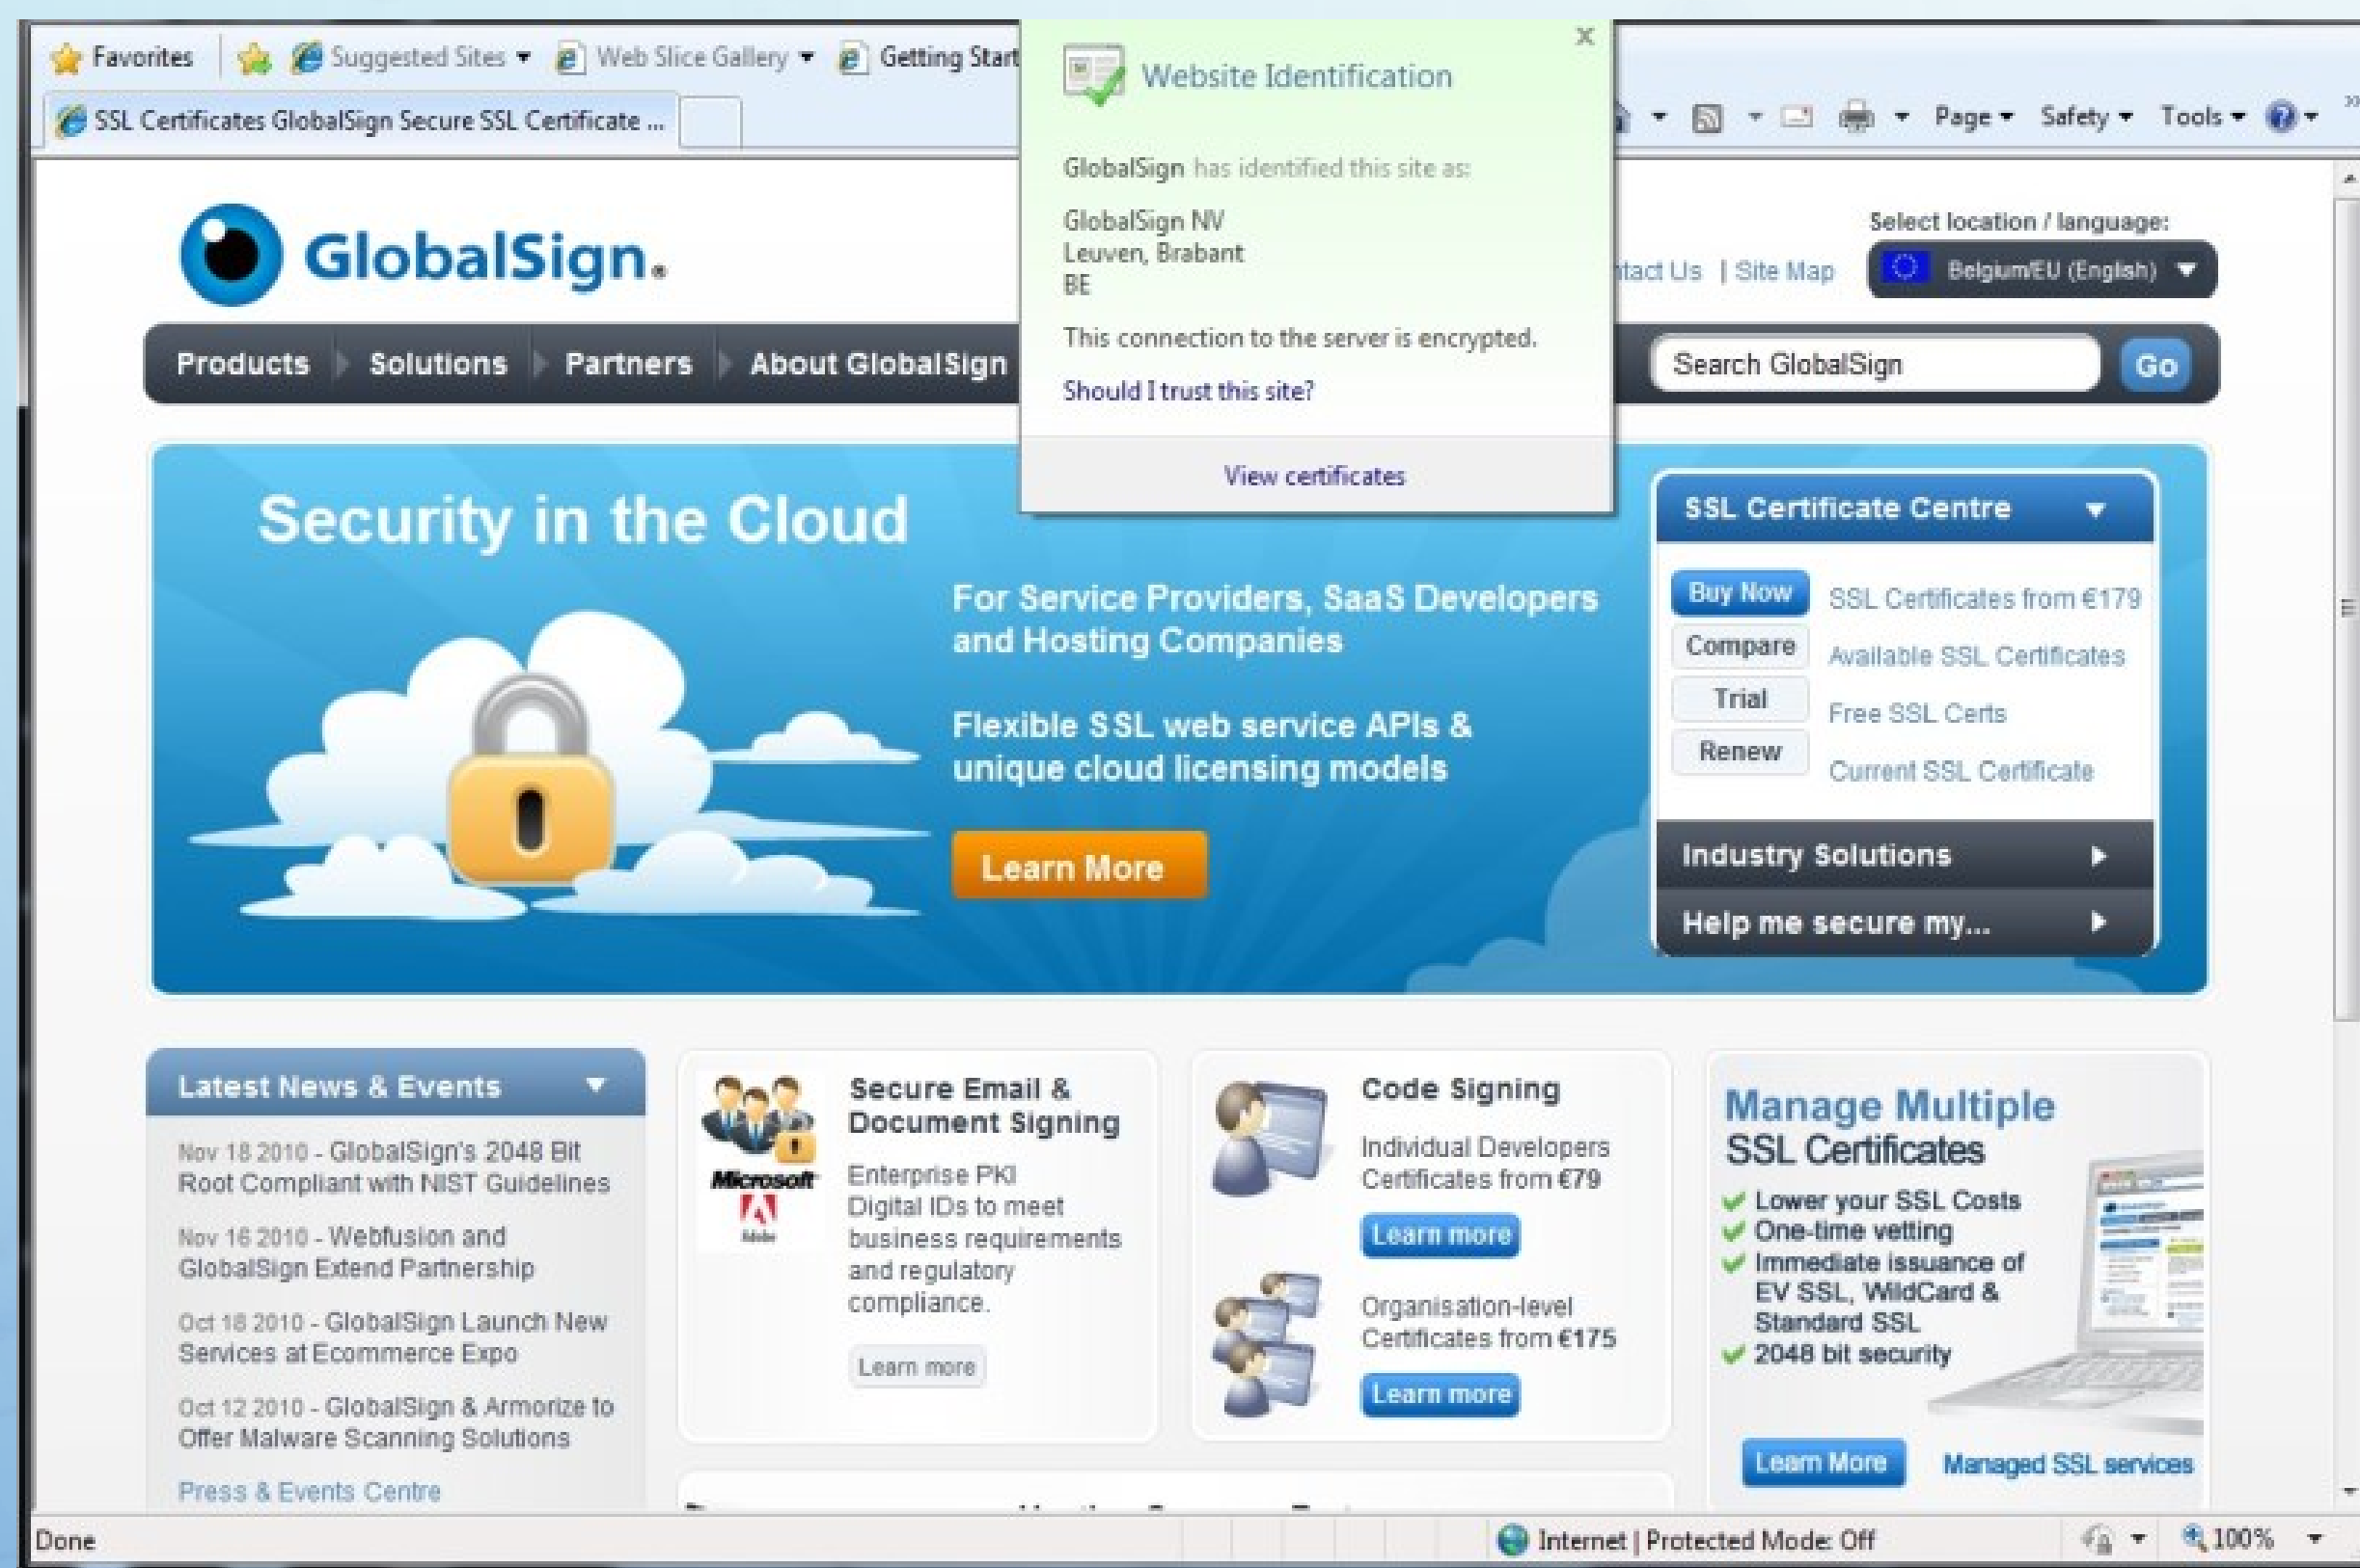 Favorites
Suggested Sites
Web Slice Gallery
Getting Start
SSL Certificates GlobalSign Secure SSL Certificate ...
Page
Safety
Tools
x
Website Identification
GlobalSign has identified this site as:
GlobalSign NV
Leuven, Brabant
BE
This connection to the server is encrypted.
Should I trust this site?
View certificates
GlobalSign.
Select location / language:
tact Us | Site Map
Belgium/EU (English)
Products
Solutions
Partners
About GlobalSign
Search GlobalSign
Go
Security in the Cloud
For Service Providers, SaaS Developers
and Hosting Companies
Flexible SSL web service APIs &
unique cloud licensing models
Learn More
SSL Certificate Centre
Buy Now
SSL Certificates from €179
Compare
Available SSL Certificates
Trial
Free SSL Certs
Renew
Current SSL Certificate
Industry Solutions
Help me secure my...
Latest News & Events
Nov 18 2010 - GlobalSign's 2048 Bit
Root Compliant with NIST Guidelines
Nov 16 2010 - Webfusion and
GlobalSign Extend Partnership
Oct 18 2010 - GlobalSign Launch New
Services at Ecommerce Expo
Oct 12 2010 - GlobalSign & Armorize to
Offer Malware Scanning Solutions
Press & Events Centre
Microsoft
Adobe
Secure Email &
Document Signing
Enterprise PKI
Digital IDs to meet
business requirements
and regulatory
compliance.
Learn more
Code Signing
Individual Developers
Certificates from €79
Learn more
Organisation-level
Certificates from €175
Learn more
Manage Multiple
SSL Certificates
Lower your SSL Costs
One-time vetting
Immediate issuance of
EV SSL, WildCard &
Standard SSL
2048 bit security
Learn More
Managed SSL services
Done
Internet | Protected Mode: Off
100%